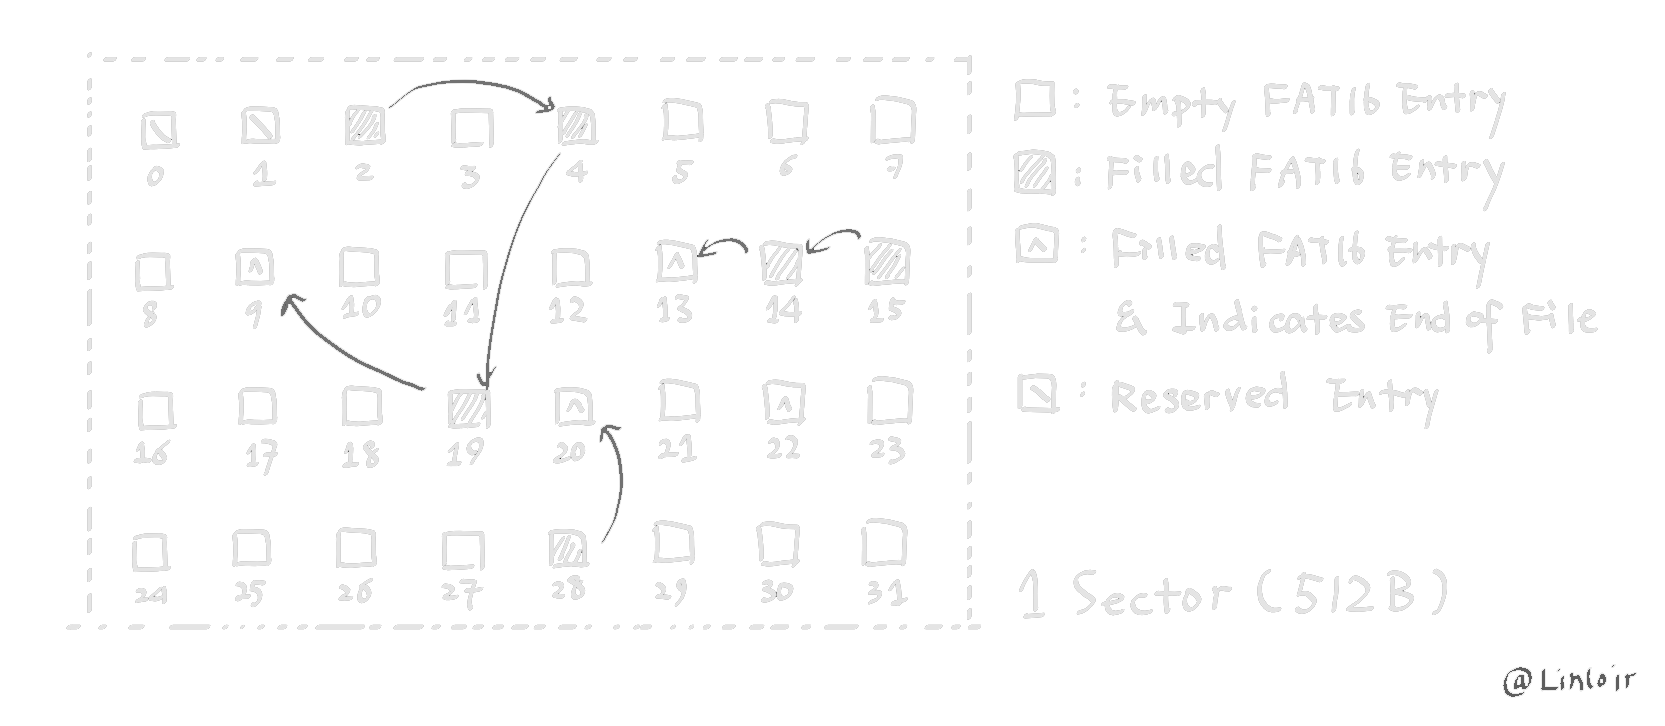 0 1 2 3 4 5 6 7
8 9 10 11 12 13 14 15
16 17 18 19 20 21 22 23
24 25 26 27 28 29 30 31
: Empty FAT16 Entry
: Filled FAT16 Entry
: Filled FAT16 Entry
& Indicates End of File
: Reserved Entry
1 Sector (512B)
@Linloir